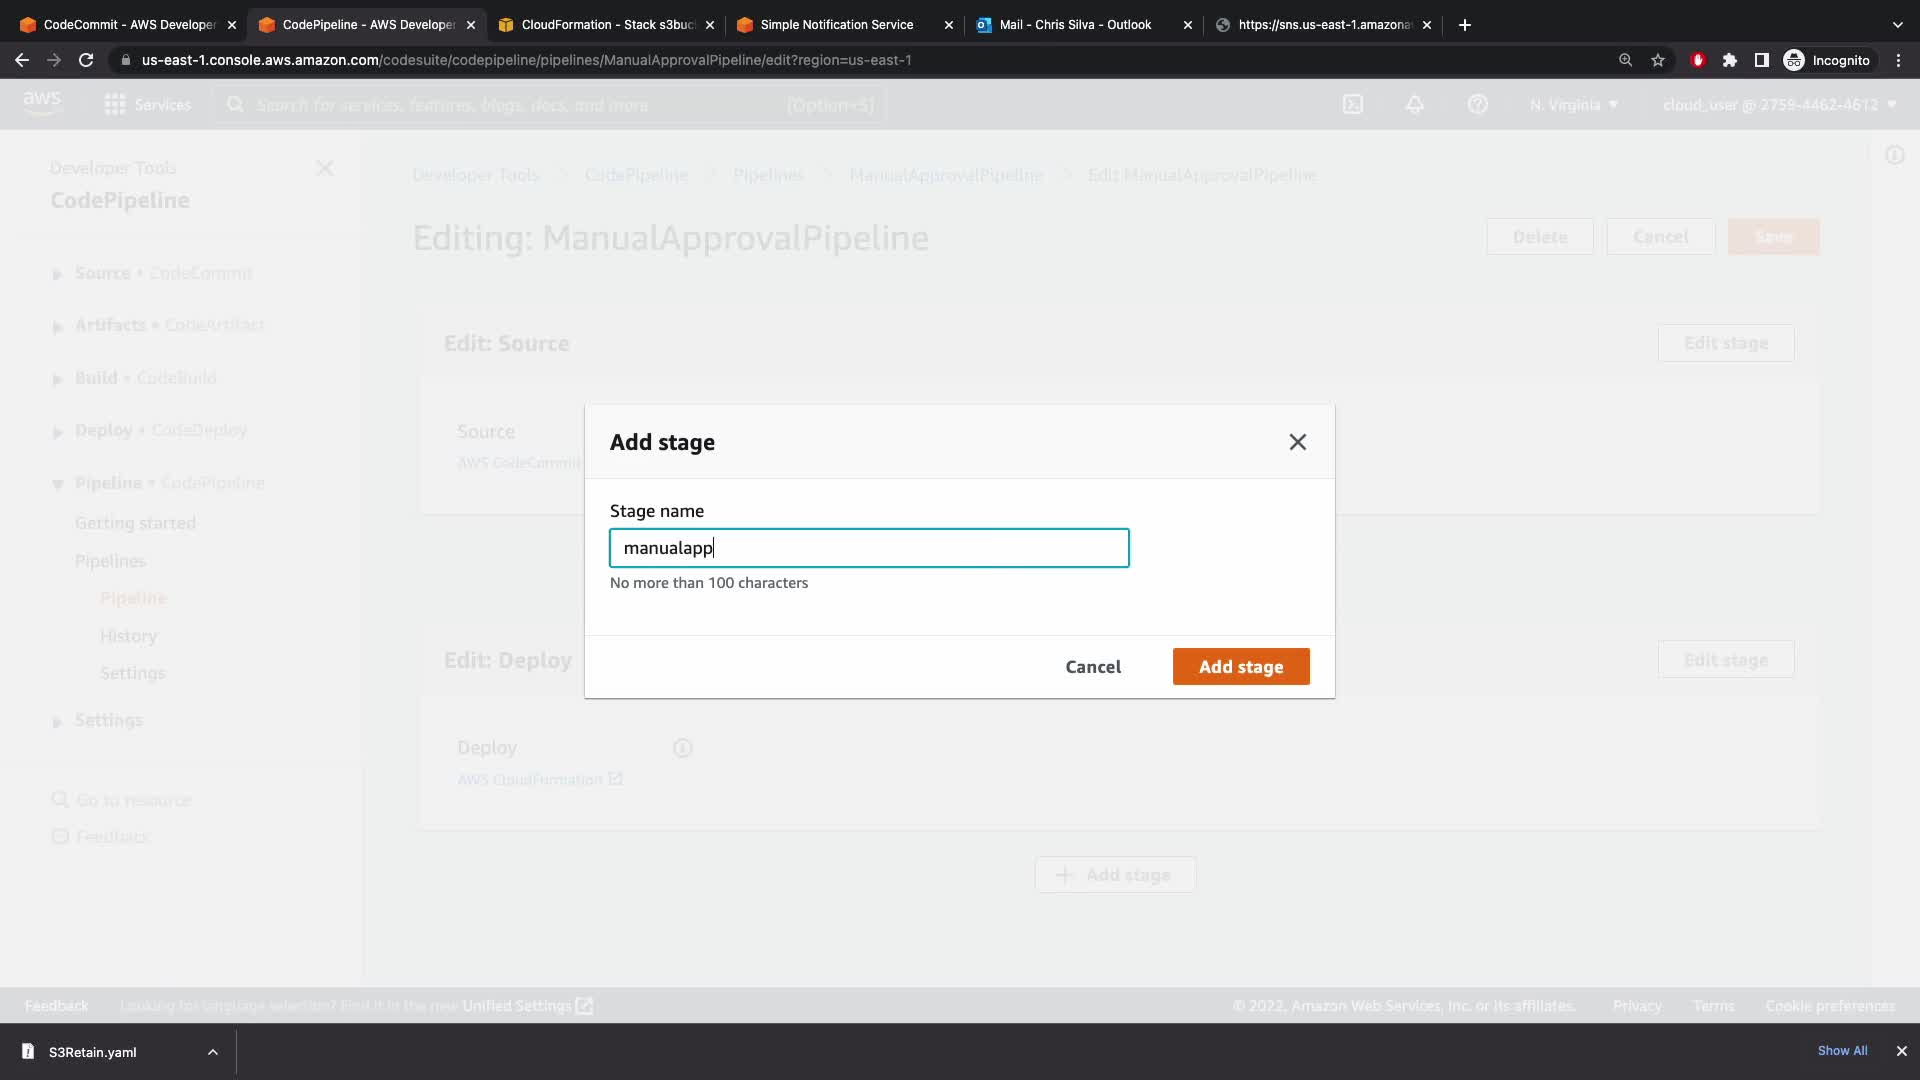 CodeCommit - AWS Developer
CodePipeline - AWS Developer
CloudFormation - Stack s3buc
Simple Notification Service
Mail - Chris Silva - Outlook
https://sns.us-east-1.amazona
us-east-1.console.aws.amazon.com/codesuite/codepipeline/pipelines/ManualApprovalPipeline/edit?region=us-east-1
Incognito
aws
Services
Search for services, features, blogs, docs, and more
[Option+S]
N. Virginia
cloud_user @ 2759-4462-4612
Developer Tools
CodePipeline
Source • CodeCommit
Artifacts • CodeArtifact
Build • CodeBuild
Deploy • CodeDeploy
Pipeline • CodePipeline
Getting started
Pipelines
Pipeline
History
Settings
Settings
Go to resource
Feedback
Developer Tools
CodePipeline
Pipelines
ManualApprovalPipeline
Edit ManualApprovalPipeline
Editing: ManualApprovalPipeline
Delete
Cancel
Save
Edit: Source
Edit stage
Source
AWS CodeCommit
Add stage
Stage name
manualapp
No more than 100 characters
Cancel
Add stage
Edit: Deploy
Edit stage
Deploy
AWS CloudFormation
Add stage
Feedback
Looking for language selection? Find it in the new Unified Settings
© 2022, Amazon Web Services, Inc. or its affiliates.
Privacy
Terms
Cookie preferences
S3Retain.yaml
Show All